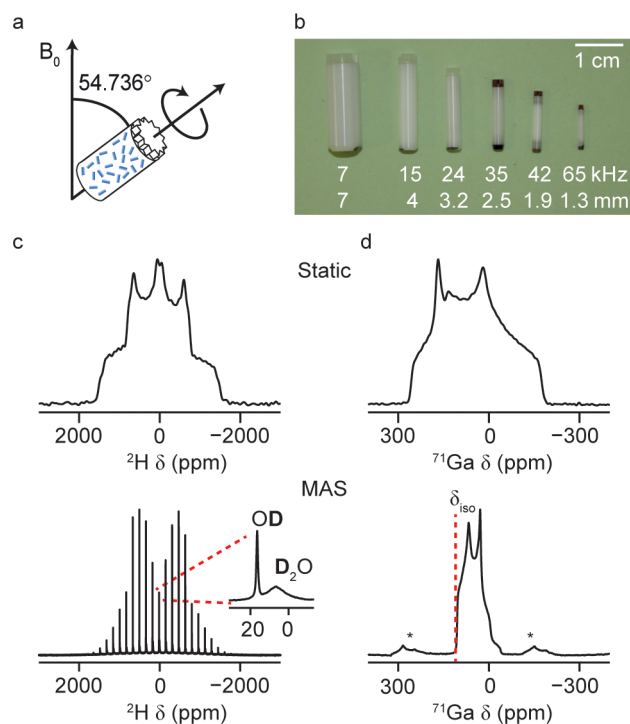 a
B₀
54.736°
b
1 cm
7 15 24 35 42 65 kHz
7 4 3.2 2.5 1.9 1.3 mm
c
d
Static
2000 0 −2000
²H δ (ppm)
300 0 −300
⁷¹Ga δ (ppm)
MAS
OD
D₂O
20 0
2000 0 −2000
²H δ (ppm)
δiso
* *
300 0 −300
⁷¹Ga δ (ppm)